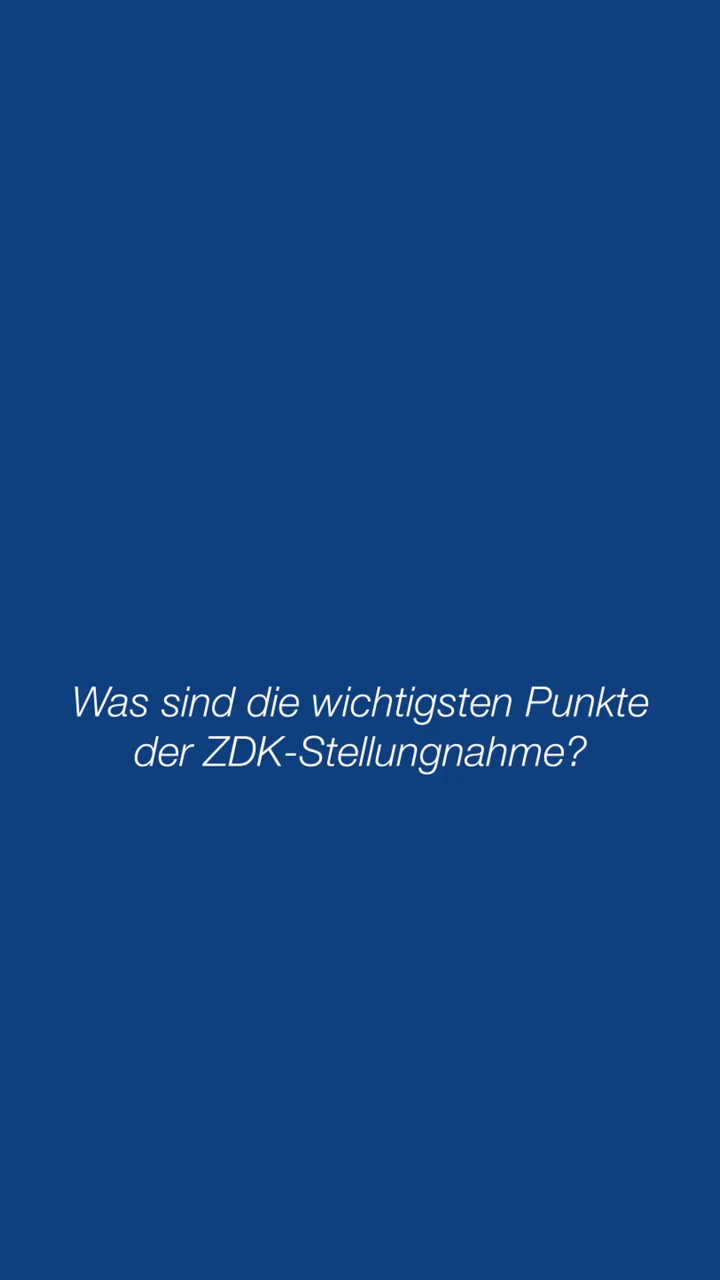 Was sind die wichtigsten Punkte
der ZDK-Stellungnahme?